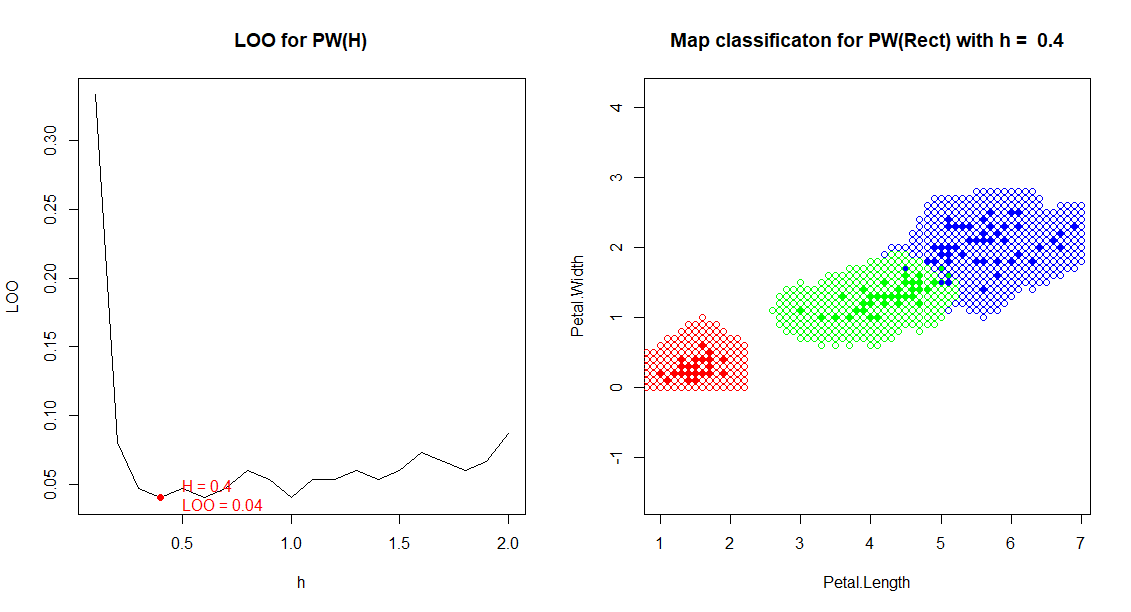 LOO for PW(H)
LOO
0.30
0.25
0.20
0.15
0.10
0.05
H = 0.4
LOO = 0.04
0.5 1.0 1.5 2.0
h
Map classificaton for PW(Rect) with h =  0.4
Petal.Width
4
3
2
1
0
-1
1 2 3 4 5 6 7
Petal.Length